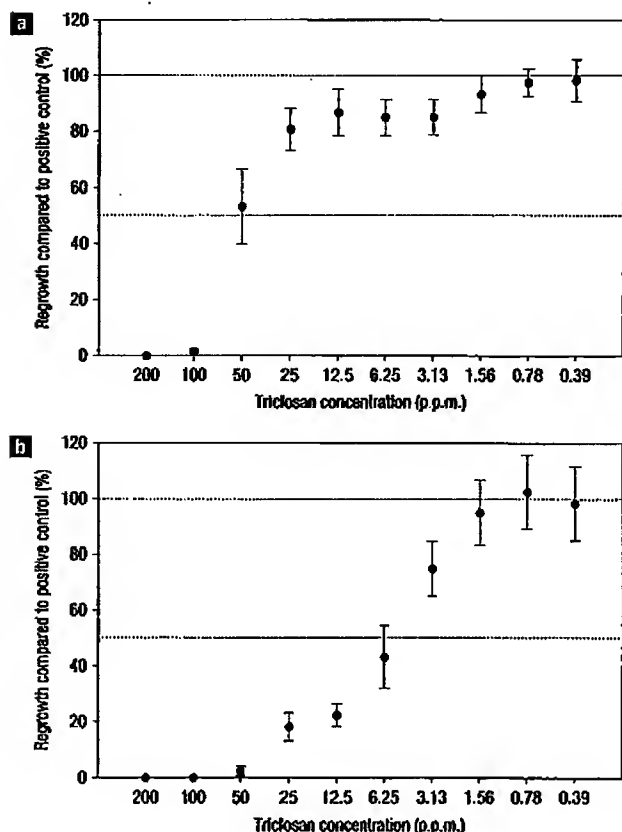 a
Regrowth compared to positive control (%)
120
100
80
60
40
20
0
200 100 50 25 12.5 6.25 3.13 1.56 0.78 0.39
Triclosan concentration (p.p.m.)
b
Regrowth compared to positive control (%)
120
100
80
60
40
20
0
200 100 50 25 12.5 6.25 3.13 1.56 0.78 0.39
Triclosan concentration (p.p.m.)